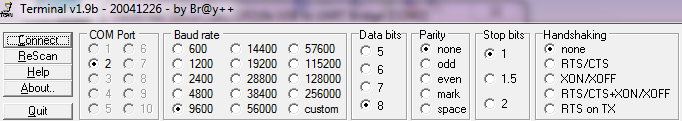 Terminal v1.9b - 20041226 - by Br@y++
Connect
ReScan
Help
About..
Quit
COM Port
1 6
2 7
3 8
4 9
5 10
Baud rate
600 14400 57600
1200 19200 115200
2400 28800 128000
4800 38400 256000
9600 56000 custom
Data bits
5
6
7
8
Parity
none
odd
even
mark
space
Stop bits
1
1.5
2
Handshaking
none
RTS/CTS
XON/XOFF
RTS/CTS+XON/XOFF
RTS on TX